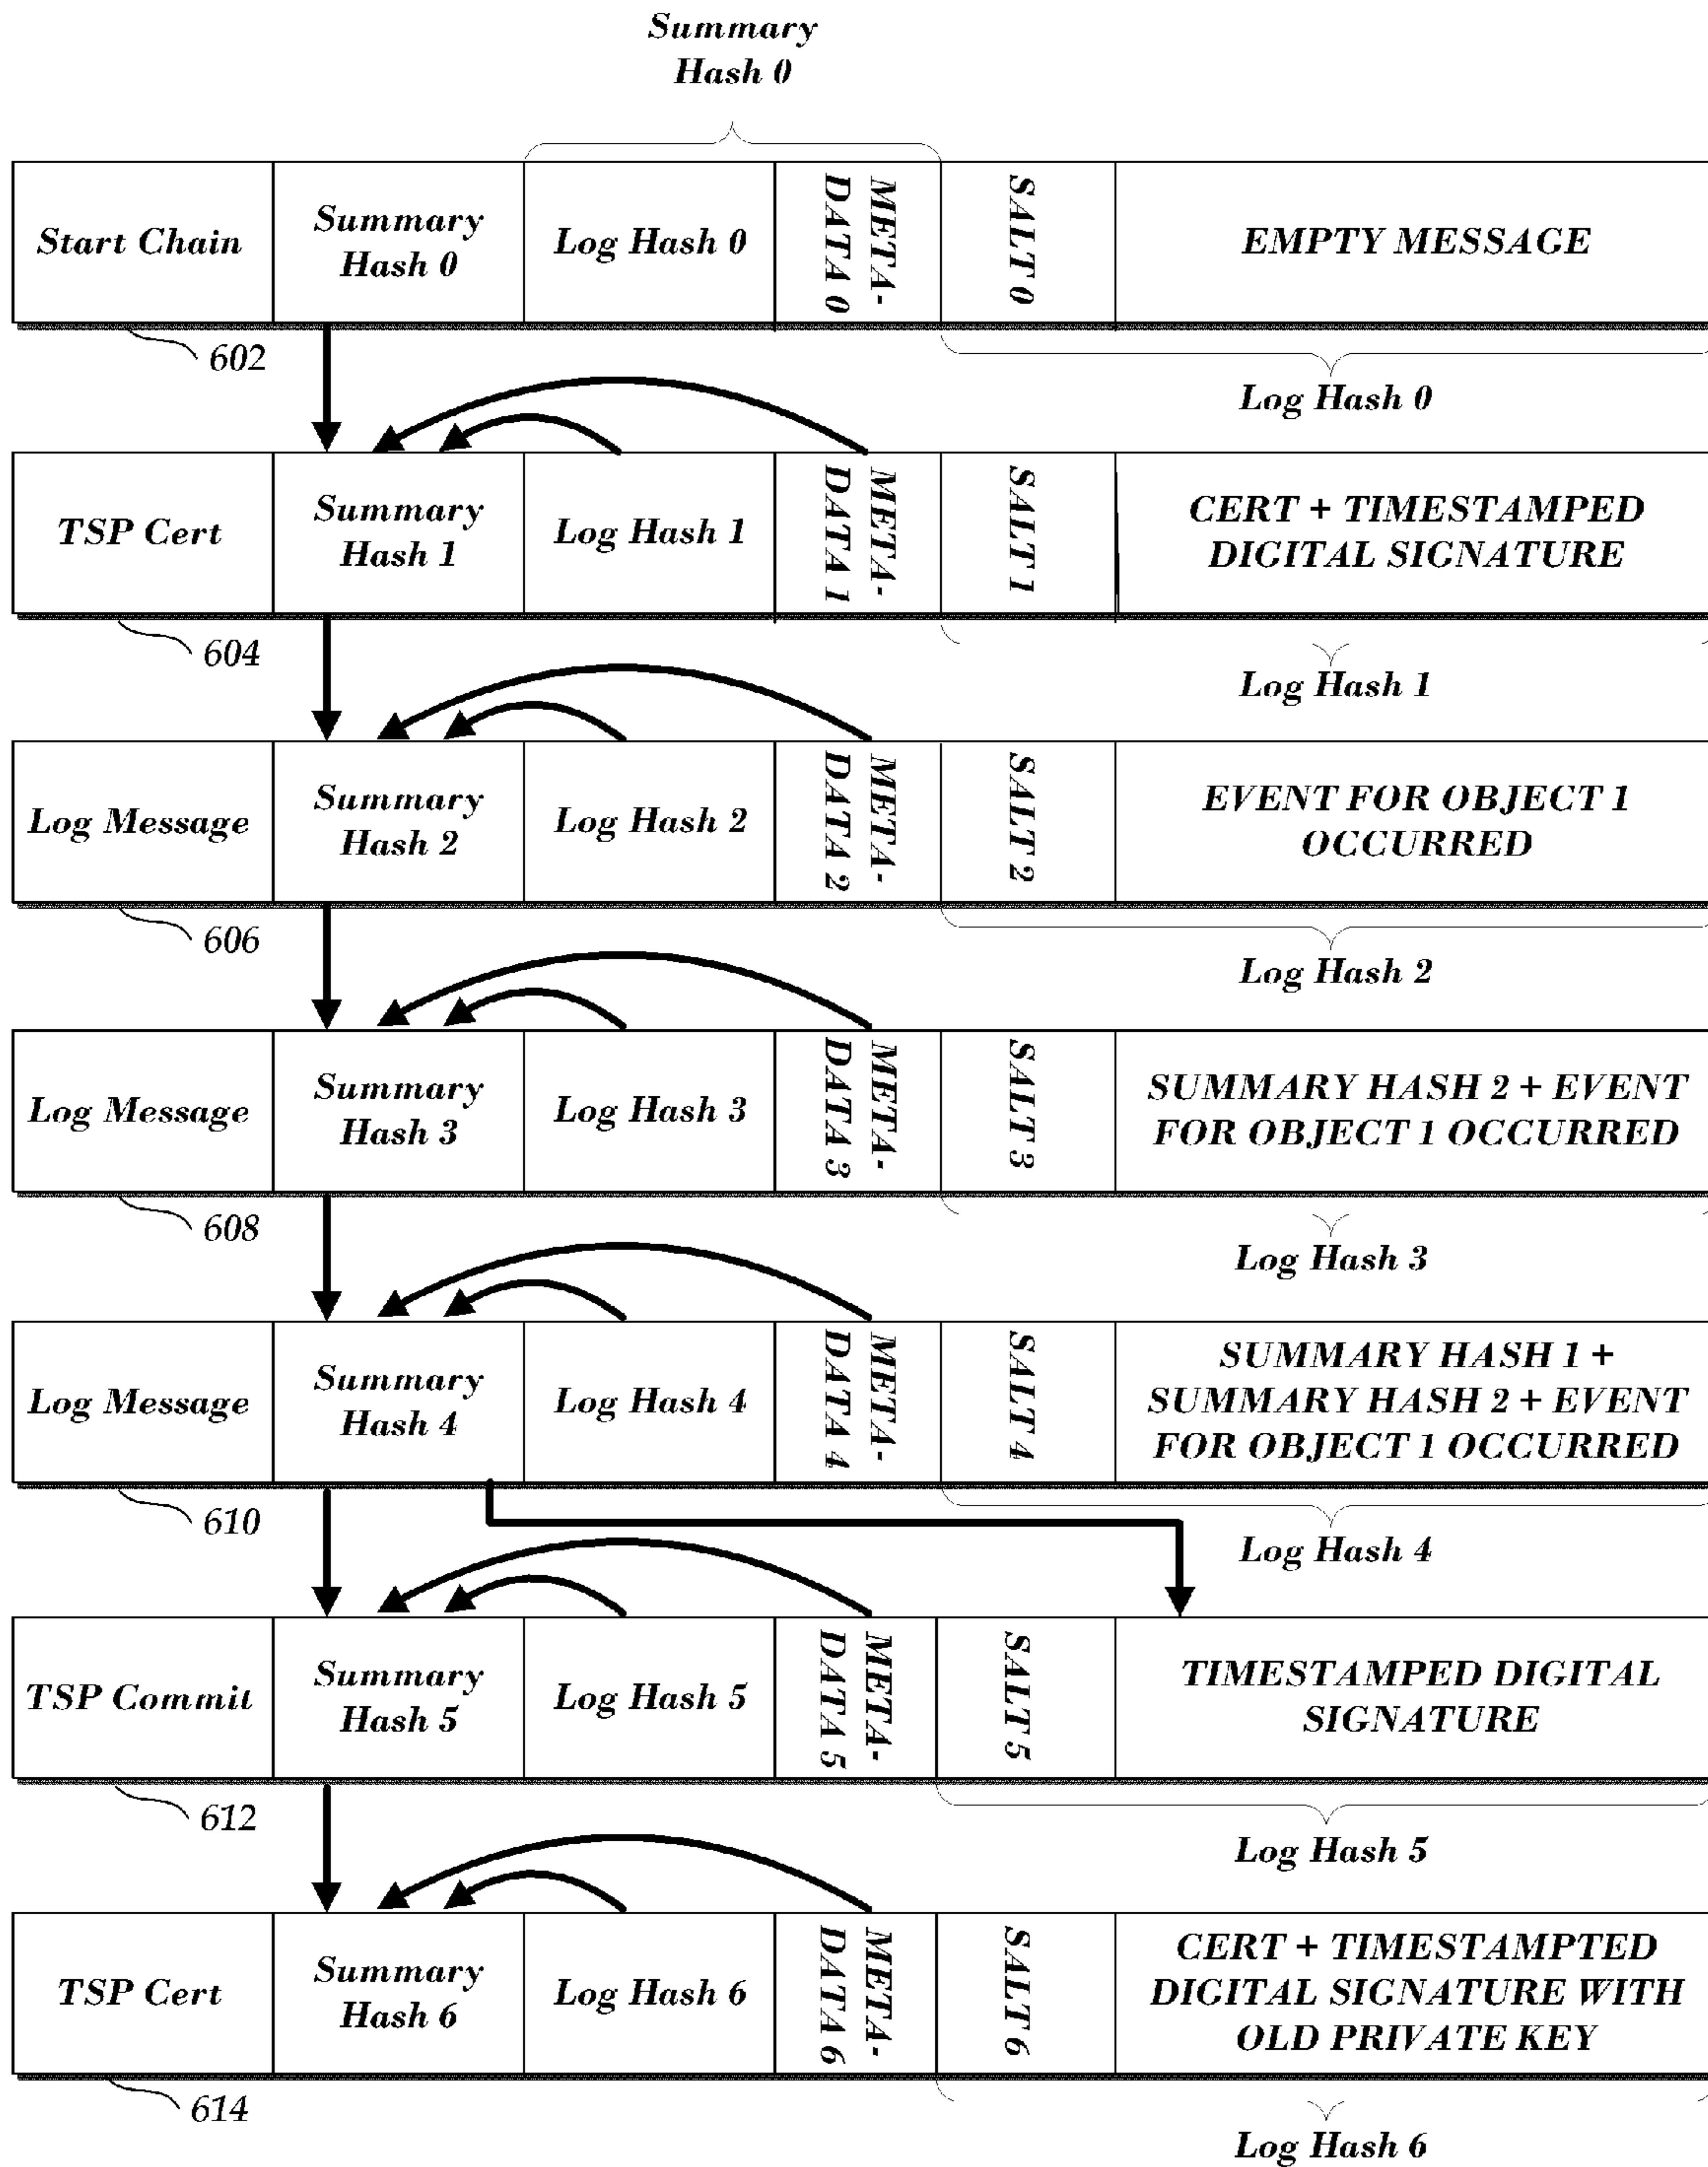 Summary
Hash 0
Start Chain
Summary
Hash 0
Log Hash 0
META-
DATA 0
SALT 0
EMPTY MESSAGE
602
Log Hash 0
TSP Cert
Summary
Hash 1
Log Hash 1
META-
DATA 1
SALT 1
CERT + TIMESTAMPED
DIGITAL SIGNATURE
604
Log Hash 1
Log Message
Summary
Hash 2
Log Hash 2
META-
DATA 2
SALT 2
EVENT FOR OBJECT 1
OCCURRED
606
Log Hash 2
Log Message
Summary
Hash 3
Log Hash 3
META-
DATA 3
SALT 3
SUMMARY HASH 2 + EVENT
FOR OBJECT 1 OCCURRED
608
Log Hash 3
Log Message
Summary
Hash 4
Log Hash 4
META-
DATA 4
SALT 4
SUMMARY HASH 1 +
SUMMARY HASH 2 + EVENT
FOR OBJECT 1 OCCURRED
610
Log Hash 4
TSP Commit
Summary
Hash 5
Log Hash 5
META-
DATA 5
SALT 5
TIMESTAMPED DIGITAL
SIGNATURE
612
Log Hash 5
TSP Cert
Summary
Hash 6
Log Hash 6
META-
DATA 6
SALT 6
CERT + TIMESTAMPTED
DIGITAL SIGNATURE WITH
OLD PRIVATE KEY
614
Log Hash 6